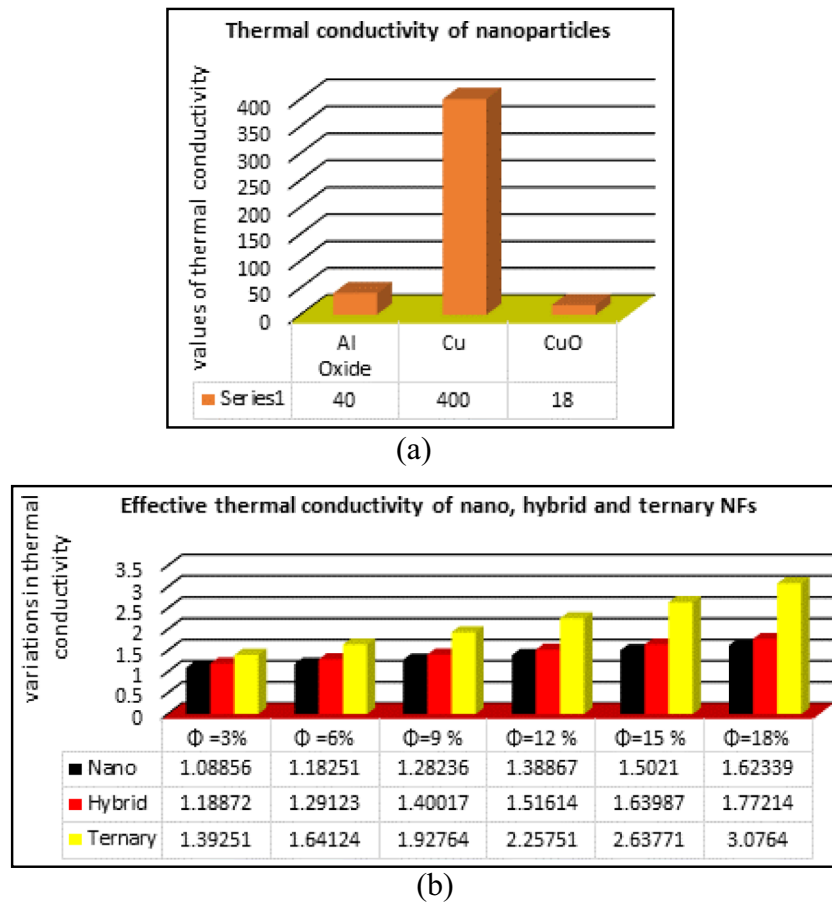 Thermal conductivity of nanoparticles
values of thermal conductivity
400
350
300
250
200
150
100
50
0
Al Oxide Cu CuO
Series1 40 400 18
(a)
Effective thermal conductivity of nano, hybrid and ternary NFs
variations in thermal
conductivity
3.5
3
2.5
2
1.5
1
0.5
0
Φ =3% Φ =6% Φ=9 % Φ=12 % Φ=15 % Φ=18%
Nano 1.08856 1.18251 1.28236 1.38867 1.5021 1.62339
Hybrid 1.18872 1.29123 1.40017 1.51614 1.63987 1.77214
Ternary 1.39251 1.64124 1.92764 2.25751 2.63771 3.0764
(b)